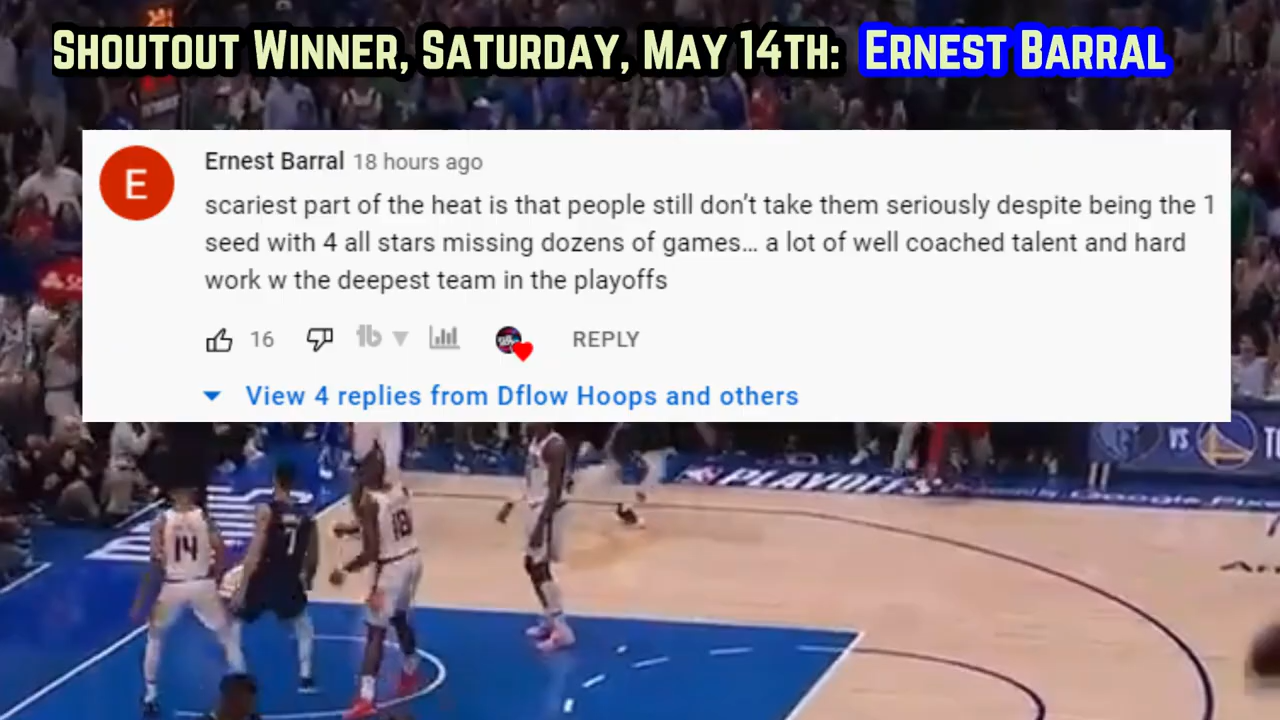 Shoutout Winner, Saturday, May 14th: Ernest Barral
Ernest Barral 18 hours ago
scariest part of the heat is that people still don't take them seriously despite being the 1
seed with 4 all stars missing dozens of games... a lot of well coached talent and hard
work w the deepest team in the playoffs
16 REPLY
View 4 replies from Dflow Hoops and others
E
VS
PLAYOFFS
Google Pixel
14
7
18